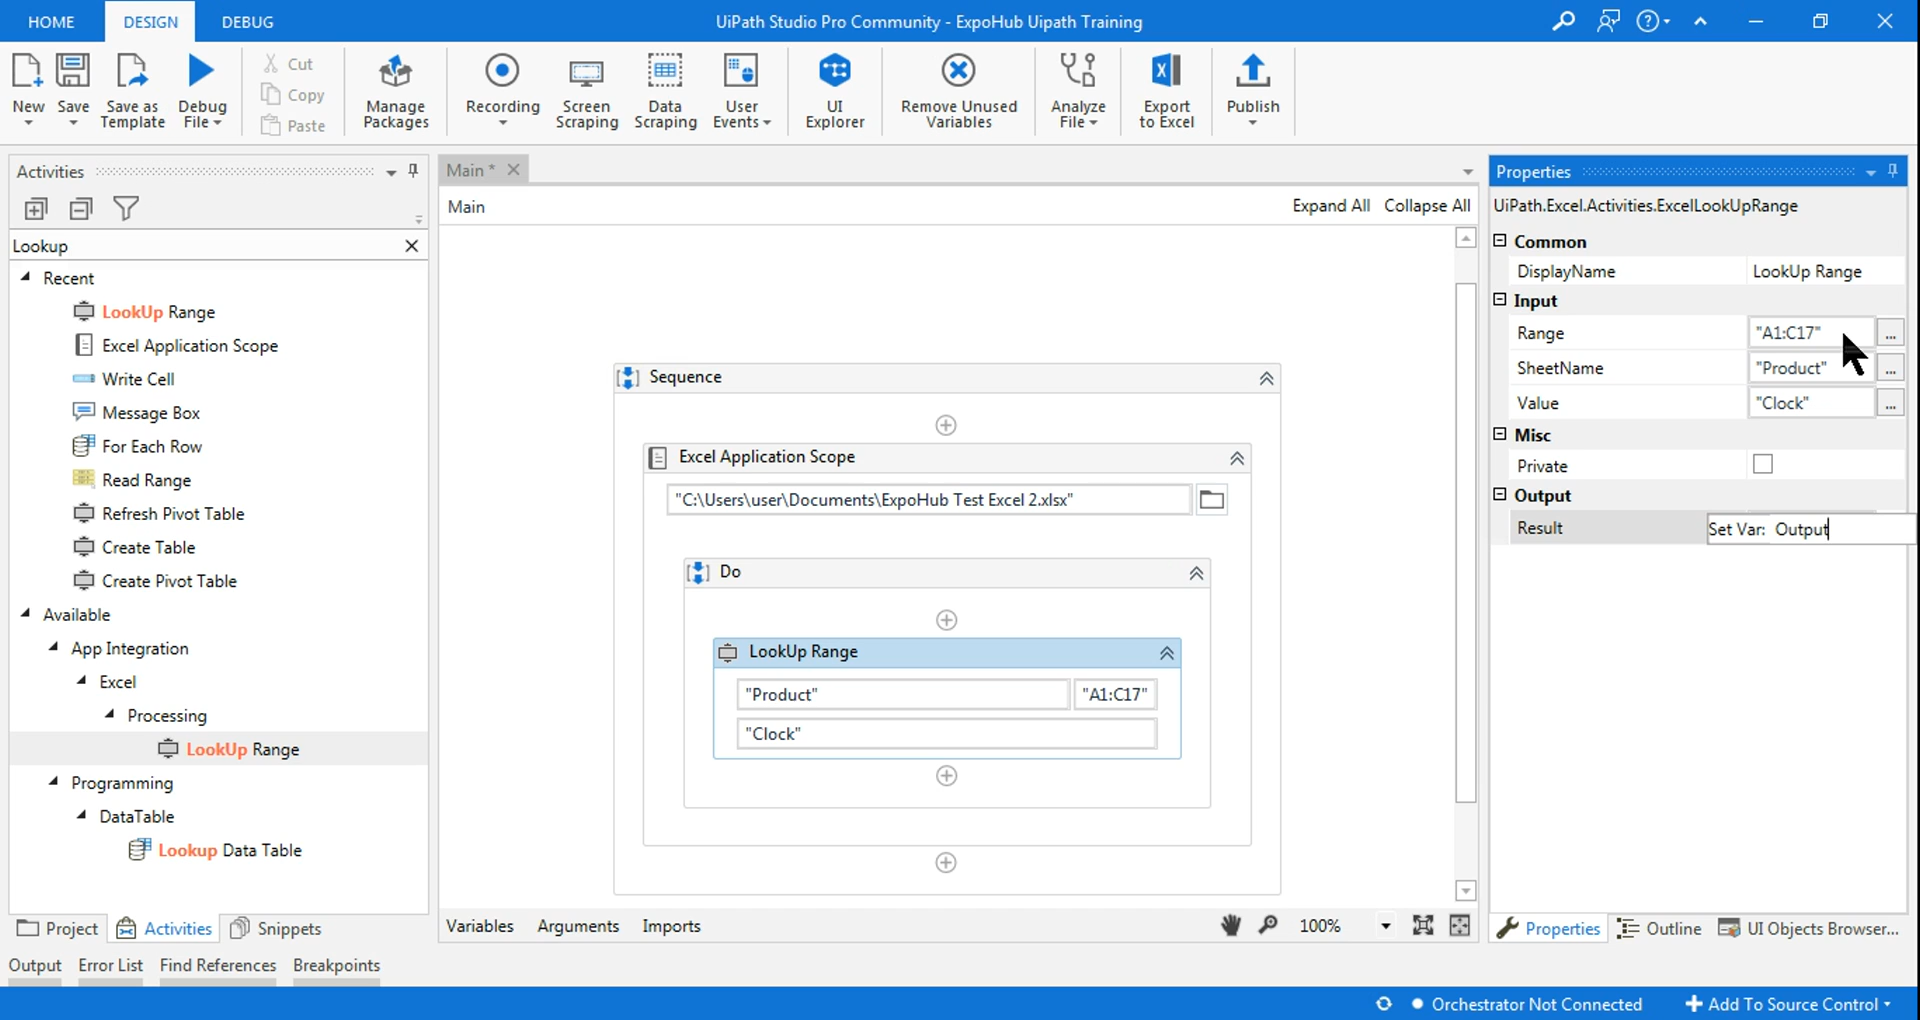 HOME DESIGN DEBUG UiPath Studio Pro Community - ExpoHub Uipath Training
New Save Save as Template Debug File Cut Copy Paste Manage Packages Recording Screen Scraping Data Scraping User Events UI Explorer Remove Unused Variables Analyze File Export to Excel Publish
Activities
Lookup
Recent
LookUp Range
Excel Application Scope
Write Cell
Message Box
For Each Row
Read Range
Refresh Pivot Table
Create Table
Create Pivot Table
Available
App Integration
Excel
Processing
LookUp Range
Programming
DataTable
Lookup Data Table
Project Activities Snippets
Main *
Main Expand All Collapse All
Sequence
Excel Application Scope
"C:\Users\user\Documents\ExpoHub Test Excel 2.xlsx"
Do
LookUp Range
"Product" "A1:C17"
"Clock"
Variables Arguments Imports 100%
Properties
UiPath.Excel.Activities.ExcelLookUpRange
Common
DisplayName LookUp Range
Input
Range "A1:C17" ...
SheetName "Product" ...
Value "Clock" ...
Misc
Private
Output
Result Set Var: Output
Properties Outline UI Objects Browser...
Output Error List Find References Breakpoints
Orchestrator Not Connected Add To Source Control